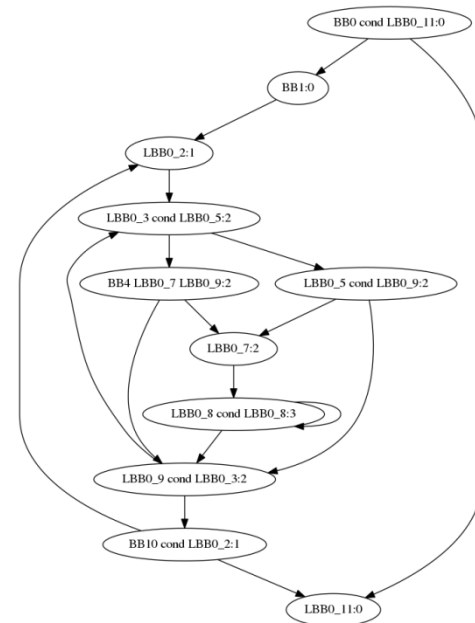 BB0 cond LBB0_11:0
BB1:0
LBB0_2:1
LBB0_3 cond LBB0_5:2
BB4 LBB0_7 LBB0_9:2
LBB0_5 cond LBB0_9:2
LBB0_7:2
LBB0_8 cond LBB0_8:3
LBB0_9 cond LBB0_3:2
BB10 cond LBB0_2:1
LBB0_11:0